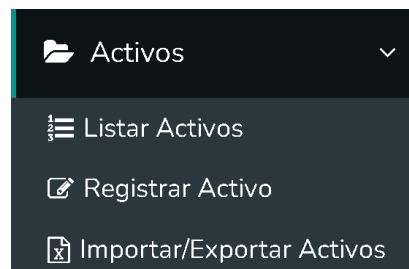 Activos
Listar Activos
Registrar Activo
Importar/Exportar Activos